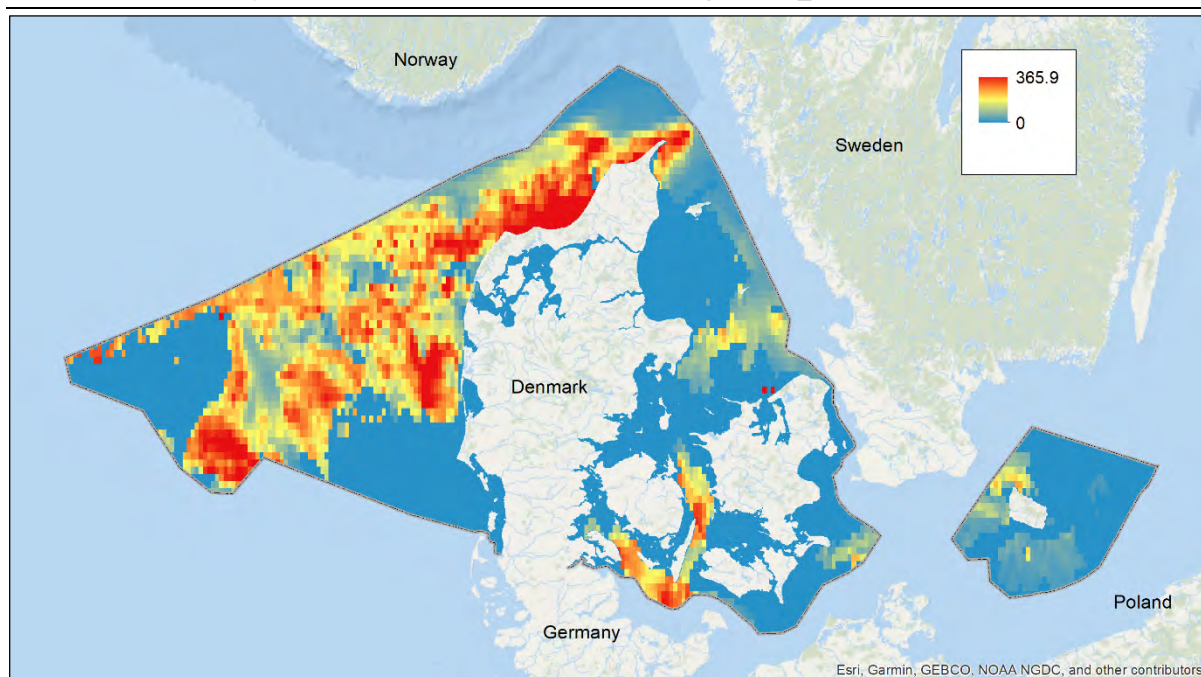 Norway
365.9
0
Sweden
Denmark
Germany
Poland
Esri, Garmin, GEBCO, NOAA NGDC, and other contributors